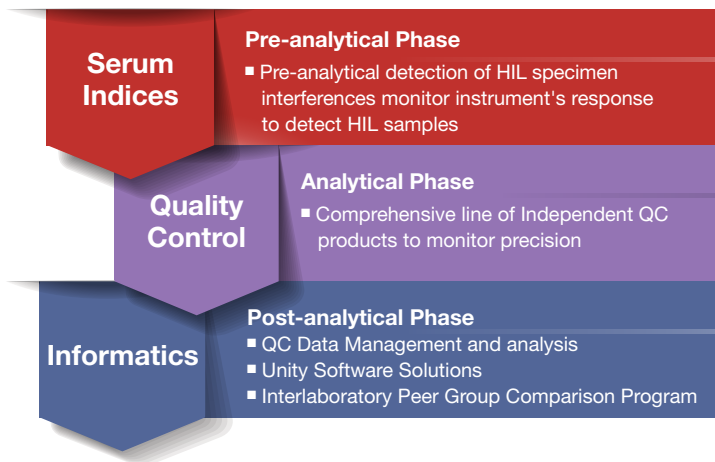 Serum
Indices
Pre-analytical Phase
■ Pre-analytical detection of HIL specimen
interferences monitor instrument's response
to detect HIL samples
Quality
Control
Analytical Phase
■ Comprehensive line of Independent QC
products to monitor precision
Informatics
Post-analytical Phase
■ QC Data Management and analysis
■ Unity Software Solutions
■ Interlaboratory Peer Group Comparison Program